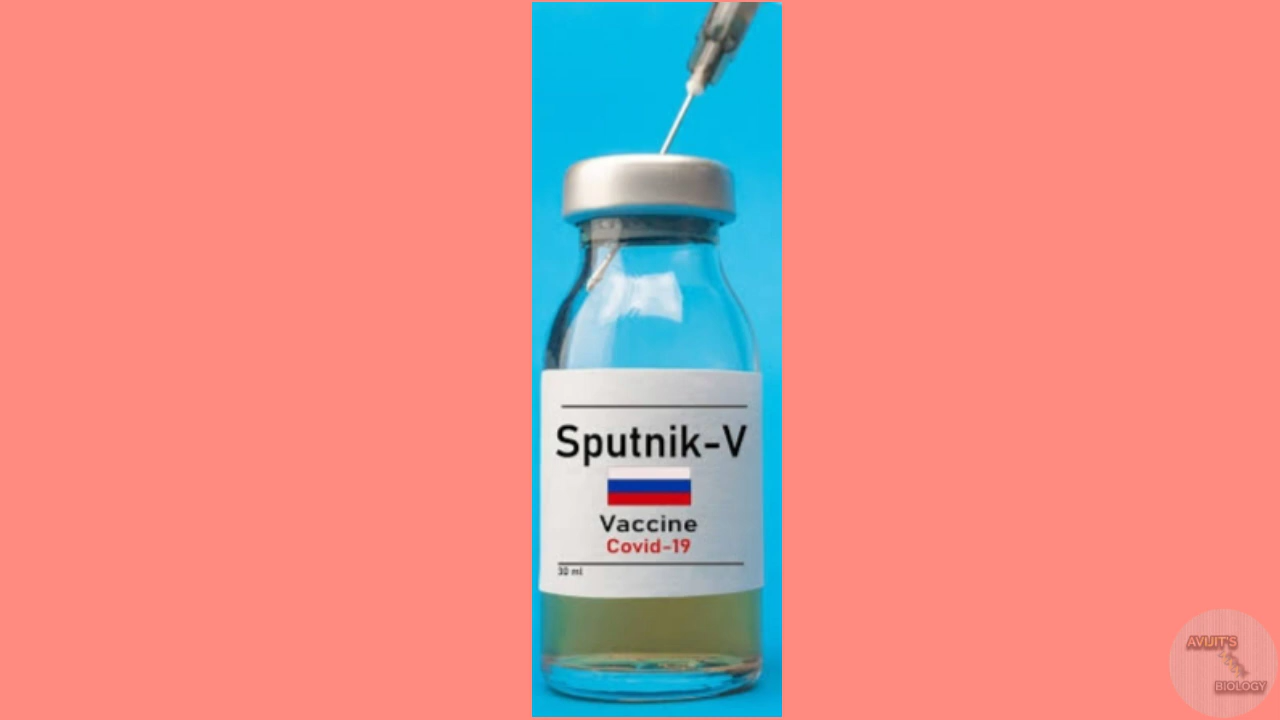 Sputnik-V
Vaccine
Covid-19
30 ml
AVIJIT'S
BIOLOGY